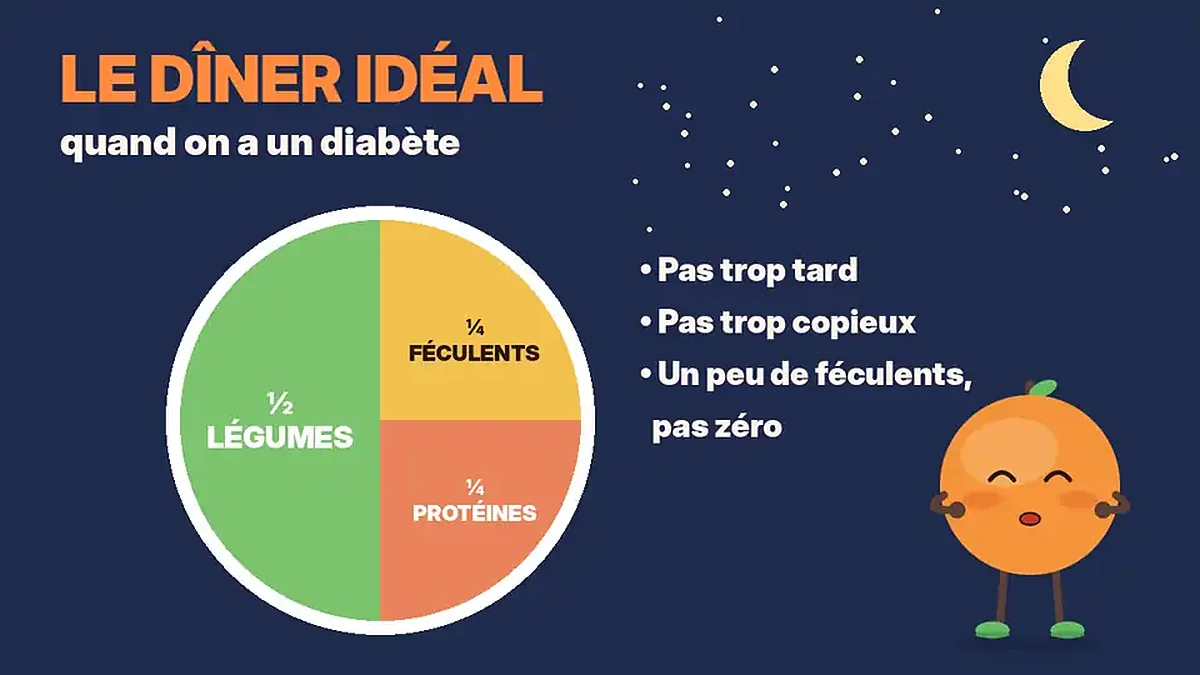 LE DÎNER IDÉAL
quand on a un diabète
½
LÉGUMES
¼
FÉCULENTS
¼
PROTÉINES
• Pas trop tard
• Pas trop copieux
• Un peu de féculents,
pas zéro